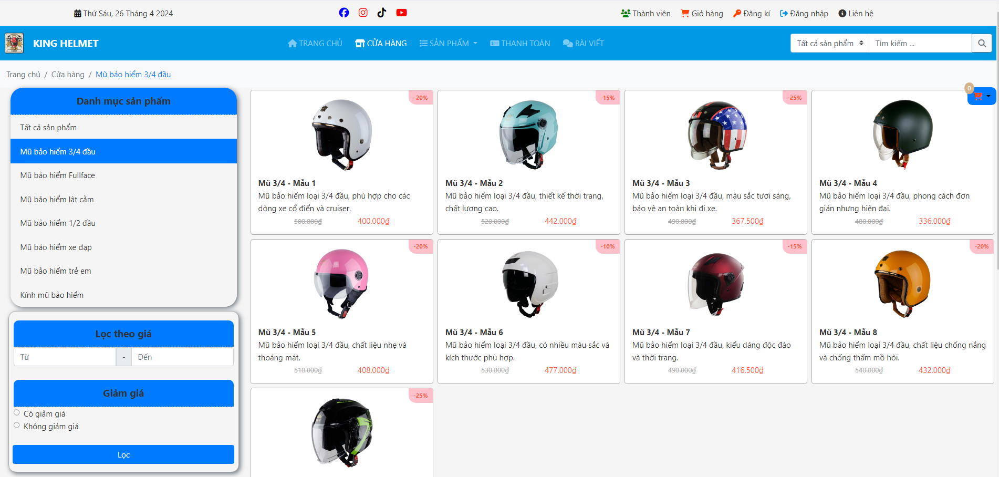 Thứ Sáu, 26 Tháng 4 2024
Thành viên Giỏ hàng Đăng kí Đăng nhập Liên hệ
KING HELMET
TRANG CHỦ CỬA HÀNG SẢN PHẨM THANH TOÁN BÀI VIẾT
Tất cả sản phẩm Tìm kiếm ...
Trang chủ / Cửa hàng / Mũ bảo hiểm 3/4 đầu
0
Danh mục sản phẩm
Tất cả sản phẩm
Mũ bảo hiểm 3/4 đầu
Mũ bảo hiểm Fullface
Mũ bảo hiểm lật cằm
Mũ bảo hiểm 1/2 đầu
Mũ bảo hiểm xe đạp
Mũ bảo hiểm trẻ em
Kính mũ bảo hiểm
Lọc theo giá
Từ - Đến
Giảm giá
Có giảm giá
Không giảm giá
Lọc
-20%
Mũ 3/4 - Mẫu 1
Mũ bảo hiểm loại 3/4 đầu, phù hợp cho các
dòng xe cổ điển và cruiser.
500.000₫ 400.000₫
-15%
Mũ 3/4 - Mẫu 2
Mũ bảo hiểm loại 3/4 đầu, thiết kế thời trang,
chất lượng cao.
520.000₫ 442.000₫
-25%
Mũ 3/4 - Mẫu 3
Mũ bảo hiểm loại 3/4 đầu, màu sắc tươi sáng,
bảo vệ an toàn khi đi xe.
490.000₫ 367.500₫
Mũ 3/4 - Mẫu 4
Mũ bảo hiểm loại 3/4 đầu, phong cách đơn
giản nhưng hiện đại.
480.000₫ 336.000₫
-20%
Mũ 3/4 - Mẫu 5
Mũ bảo hiểm loại 3/4 đầu, chất liệu nhẹ và
thoáng mát.
510.000₫ 408.000₫
-10%
Mũ 3/4 - Mẫu 6
Mũ bảo hiểm loại 3/4 đầu, có nhiều màu sắc và
kích thước phù hợp.
530.000₫ 477.000₫
-15%
Mũ 3/4 - Mẫu 7
Mũ bảo hiểm loại 3/4 đầu, kiểu dáng độc đáo
và thời trang.
490.000₫ 416.500₫
-20%
Mũ 3/4 - Mẫu 8
Mũ bảo hiểm loại 3/4 đầu, chất liệu chống nắng
và chống thấm mồ hôi.
540.000₫ 432.000₫
-25%